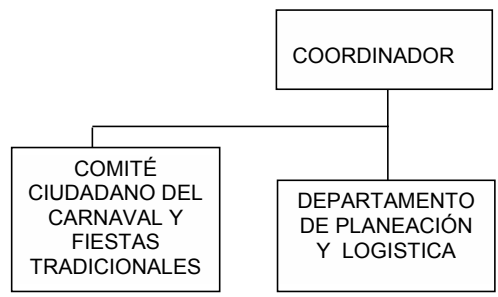 COORDINADOR
COMITÉ
CIUDADANO DEL
CARNAVAL Y
FIESTAS
TRADICIONALES
DEPARTAMENTO
DE PLANEACIÓN
Y LOGISTICA